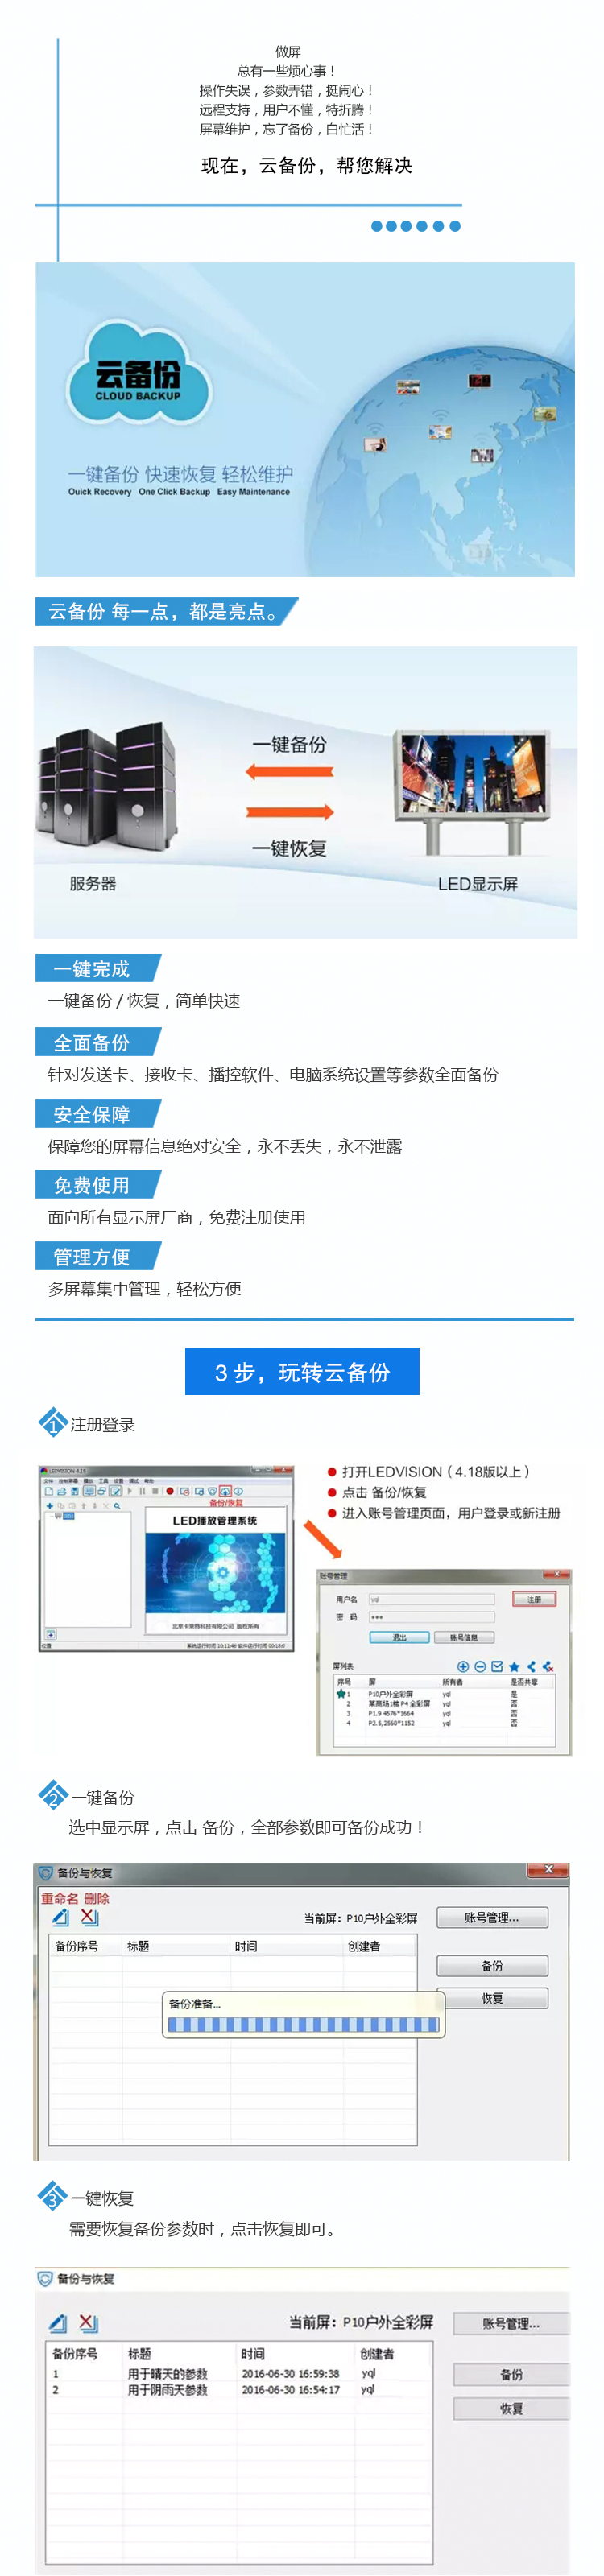 做屏
总有一些烦心事！
操作失误，参数弄错，挺闹心！
远程支持，用户不懂，特折腾！
屏幕维护，忘了备份，白忙活！
现在，云备份，帮您解决
云备份
CLOUD BACKUP
一键备份 快速恢复 轻松维护
Quick Recovery One Click Backup Easy Maintenance
云备份 每一点，都是亮点。
一键备份
一键恢复
服务器
LED显示屏
一键完成
一键备份 / 恢复，简单快速
全面备份
针对发送卡、接收卡、播控软件、电脑系统设置等参数全面备份
安全保障
保障您的屏幕信息绝对安全，永不丢失，永不泄露
免费使用
面向所有显示屏厂商，免费注册使用
管理方便
多屏幕集中管理，轻松方便
3 步，玩转云备份
1 注册登录
LEDVISION 4.18
备份/恢复
LED播放管理系统
北京卡莱特科技有限公司 版权所有
打开LEDVISION（4.18版以上）
点击 备份/恢复
进入账号管理页面，用户登录或新注册
账号管理
用户名 yql 注册
密 码 ***
退出 账号信息
屏列表
序号 屏 所有者 是否共享
1 P10户外全彩屏 yql 是
2 某商场1楼 P4 全彩屏 yql 否
3 P1.9 4576*1664 yql 否
4 P2.5,2560*1152 yql 否
2 一键备份
选中显示屏，点击 备份，全部参数即可备份成功！
备份与恢复
重命名 删除
当前屏：P10户外全彩屏 账号管理...
备份序号 标题 时间 创建者
备份
恢复
备份准备...
3 一键恢复
需要恢复备份参数时，点击恢复即可。
备份与恢复
当前屏：P10户外全彩屏 账号管理...
备份序号 标题 时间 创建者
1 用于晴天的参数 2016-06-30 16:59:38 yql
2 用于阴雨天参数 2016-06-30 16:54:17 yql
备份
恢复